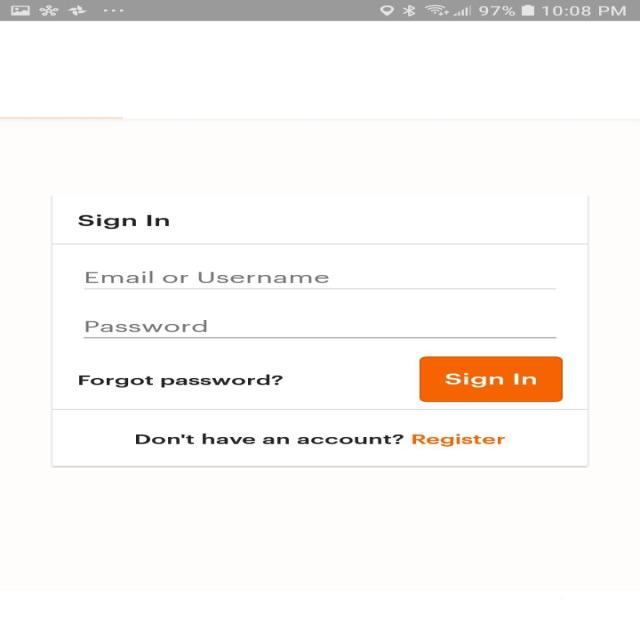 97% 10:08 PM
Sign In
Email or Username
Password
Forgot password? Sign In
Don't have an account? Register